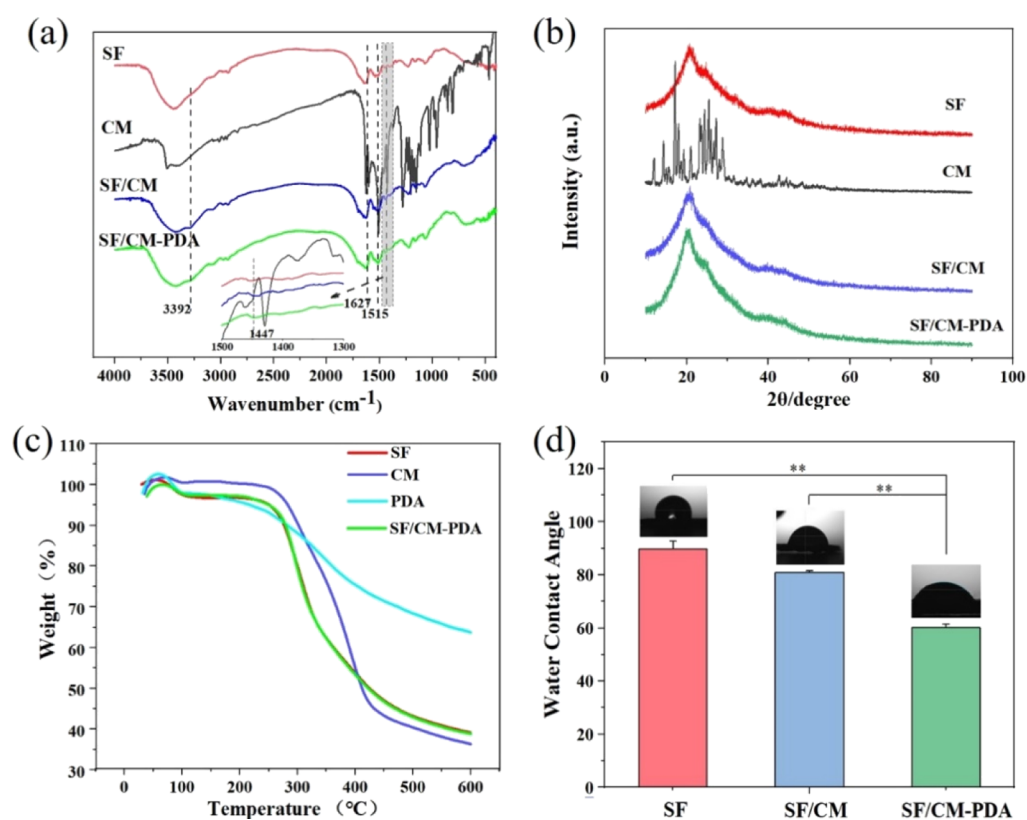 (a)
SF
CM
SF/CM
SF/CM-PDA
3392
1627
1515
1447
1500 1400 1300
4000 3500 3000 2500 2000 1500 1000 500
Wavenumber (cm-1)
(b)
Intensity (a.u.)
SF
CM
SF/CM
SF/CM-PDA
0 20 40 60 80 100
2θ/degree
(c)
Weight (%)
110
100
90
80
70
60
50
40
30
SF
CM
PDA
SF/CM-PDA
0 100 200 300 400 500 600
Temperature (℃)
(d)
Water Contact Angle
120
100
80
60
40
20
0
**
**
SF SF/CM SF/CM-PDA